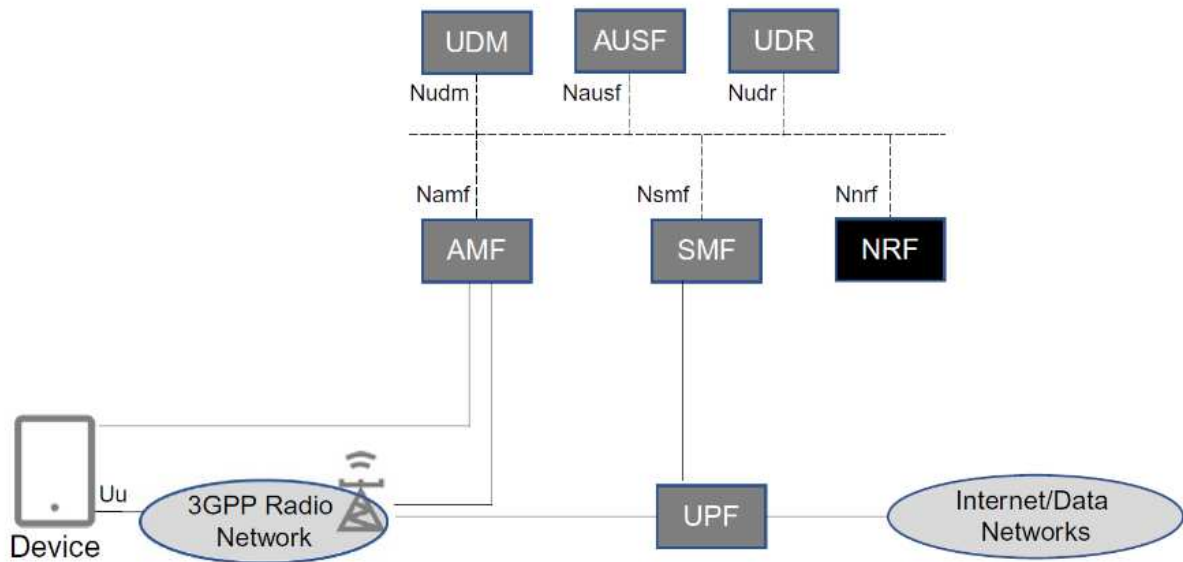 UDM
AUSF
UDR
Nudm
Nausf
Nudr
Namf
Nsmf
Nnrf
AMF
SMF
NRF
Uu
3GPP Radio
Network
Device
UPF
Internet/Data
Networks